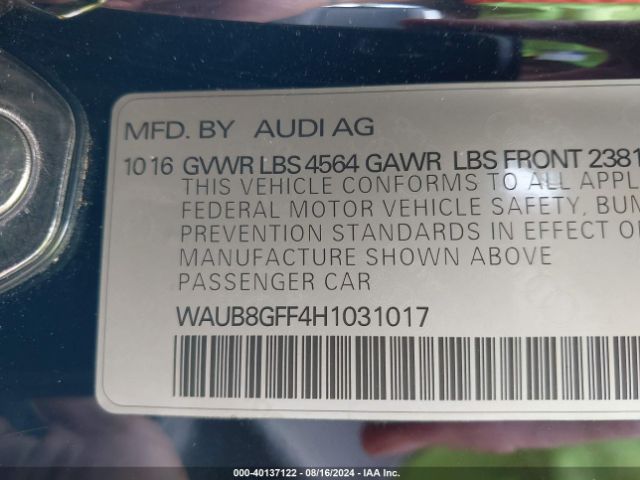 MFD. BY AUDI AG
10 16 GVWR LBS 4564 GAWR LBS FRONT 2381
THIS VEHICLE CONFORMS TO ALL APPL
FEDERAL MOTOR VEHICLE SAFETY, BUM
PREVENTION STANDARDS IN EFFECT O
MANUFACTURE SHOWN ABOVE
PASSENGER CAR
WAUB8GFF4H1031017
000-40137122 - 08/16/2024 - IAA Inc.